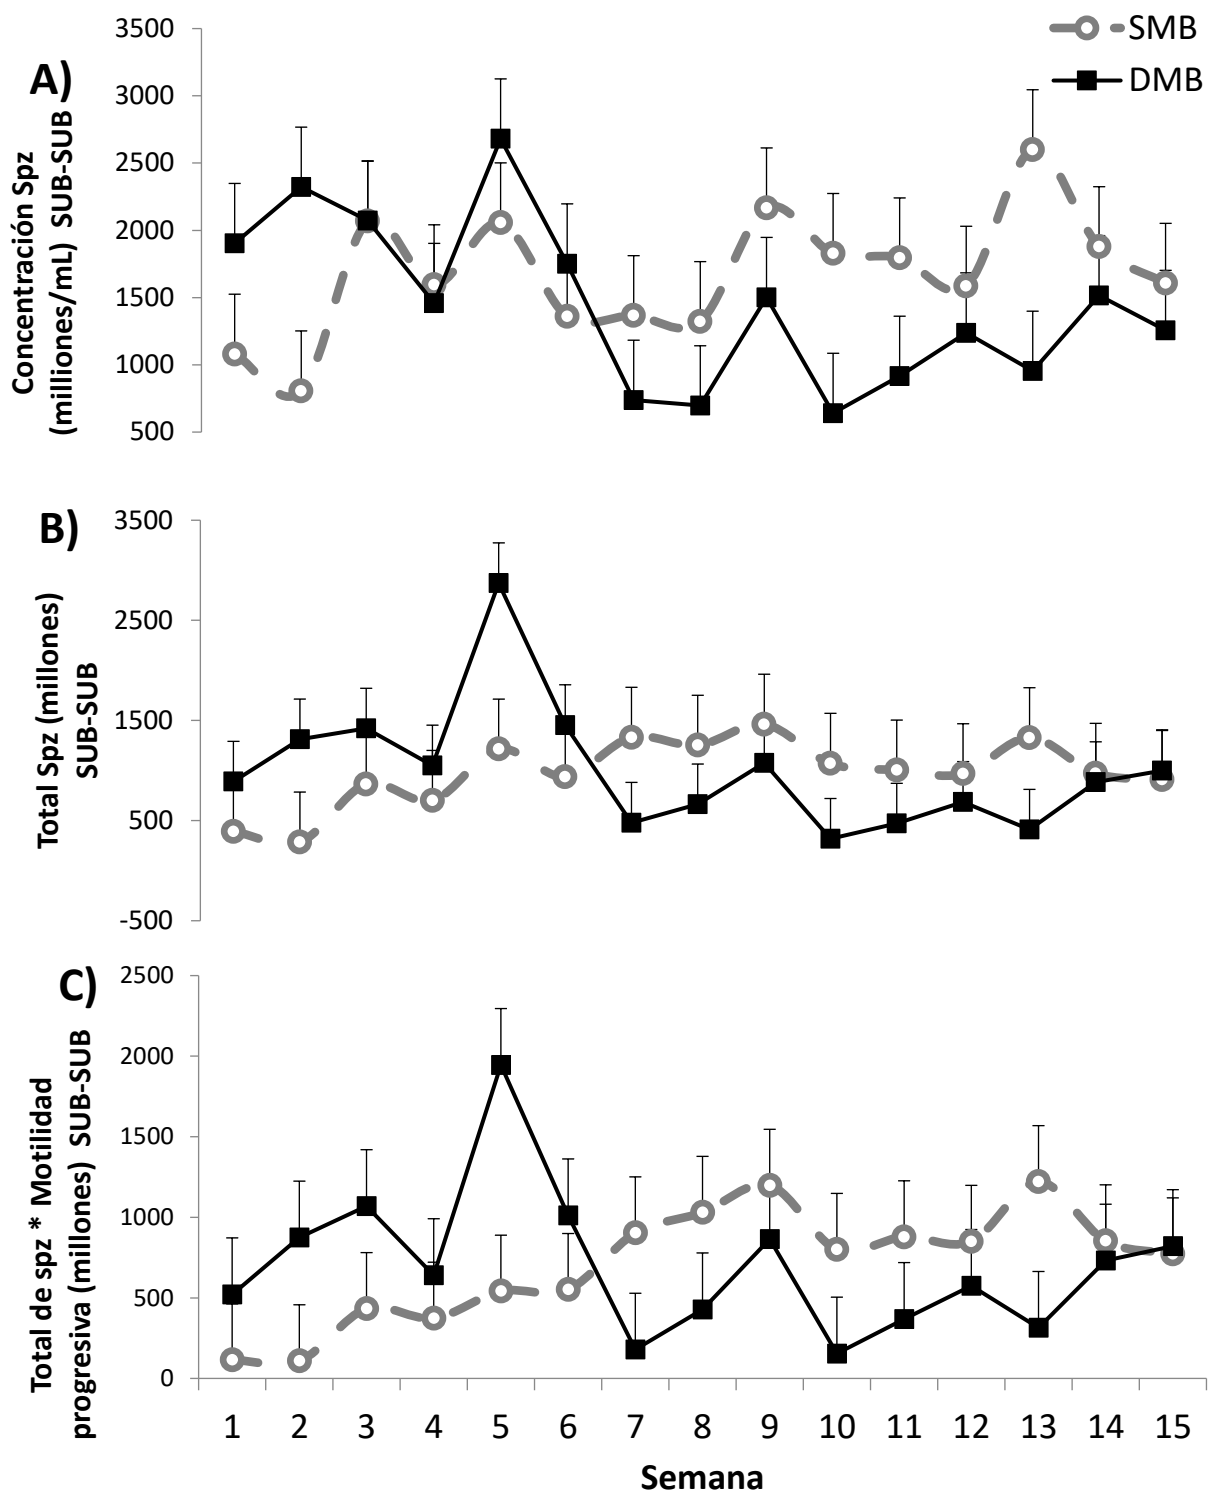 SMB
DMB
A)
Concentración Spz
(milliones/mL) SUB-SUB
3500
3000
2500
2000
1500
1000
500
B)
Total Spz (millones)
SUB-SUB
3500
2500
1500
500
-500
C)
Total de spz * Motilidad
progresiva (millones) SUB-SUB
2500
2000
1500
1000
500
0
1 2 3 4 5 6 7 8 9 10 11 12 13 14 15
Semana